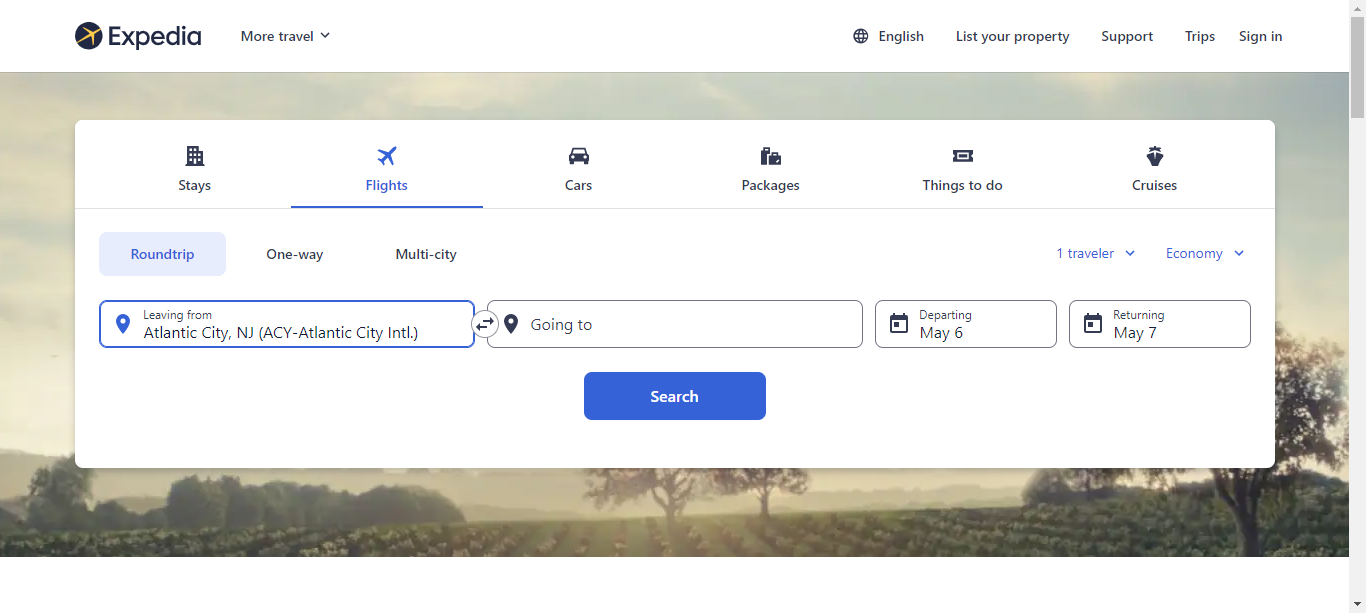 Expedia
More travel
English
List your property
Support
Trips
Sign in
Stays
Flights
Cars
Packages
Things to do
Cruises
Roundtrip
One-way
Multi-city
1 traveler
Economy
Leaving from
Atlantic City, NJ (ACY-Atlantic City Intl.)
Going to
Departing
May 6
Returning
May 7
Search